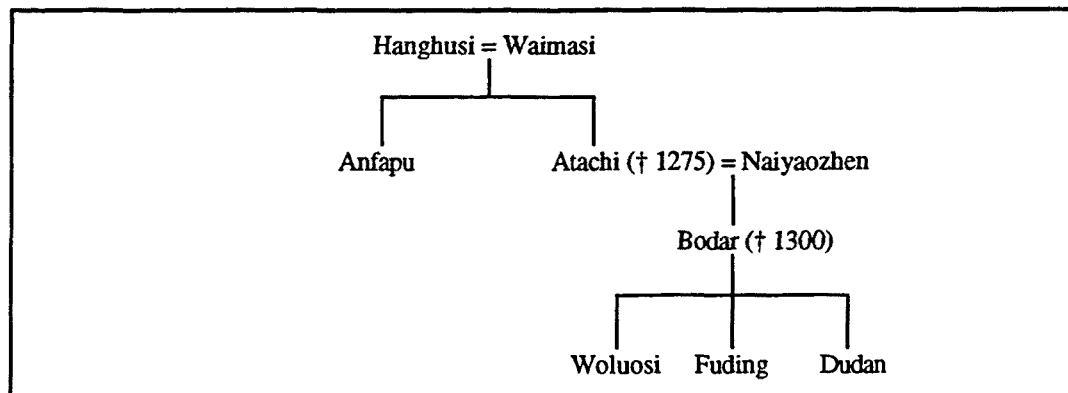 Hanghusi = Waimasi
Anfapu Atachi († 1275) = Naiyaozhen
Bodar († 1300)
Woluosi Fuding Dudan